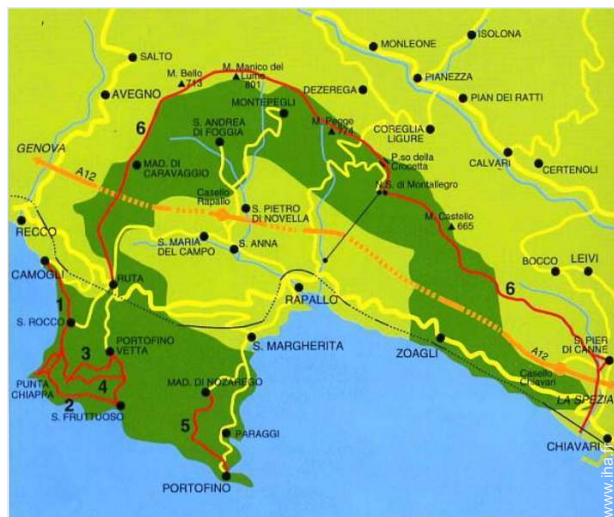 SALTO
MONLEONE
ISOLONA
M. Bello
713
M. Manico del
Lume
801
PIANEZZA
AVEGNO
MONTEPEGLI
DEZEREGA
PIAN DEI RATTI
6
S. ANDREA
DI FOGGIA
M. Pegge
774
COREGLIA
LIGURE
GENOVA
A12
MAD. DI
CARAVAGGIO
P.so della
Crocetta
CALVARI
CERTENOLI
Casello
Rapallo
N.S. di Montallegro
S. PIETRO
DI NOVELLA
M. Castello
665
RECCO
S. MARIA
DEL CAMPO
S. ANNA
BOCCO
LEIVI
CAMOGLI
RUTA
RAPALLO
6
1
S. ROCCO
PORTOFINO
VETTA
3
S. MARGHERITA
ZOAGLI
A12
S. PIER
DI CANNE
PUNTA
CHIAPPA
4
MAD. DI NOZAREGO
Casello
Chiavari
2
S. FRUTTUOSO
LA SPEZIA
5
PARAGGI
CHIAVARI
PORTOFINO
www.iha.fr